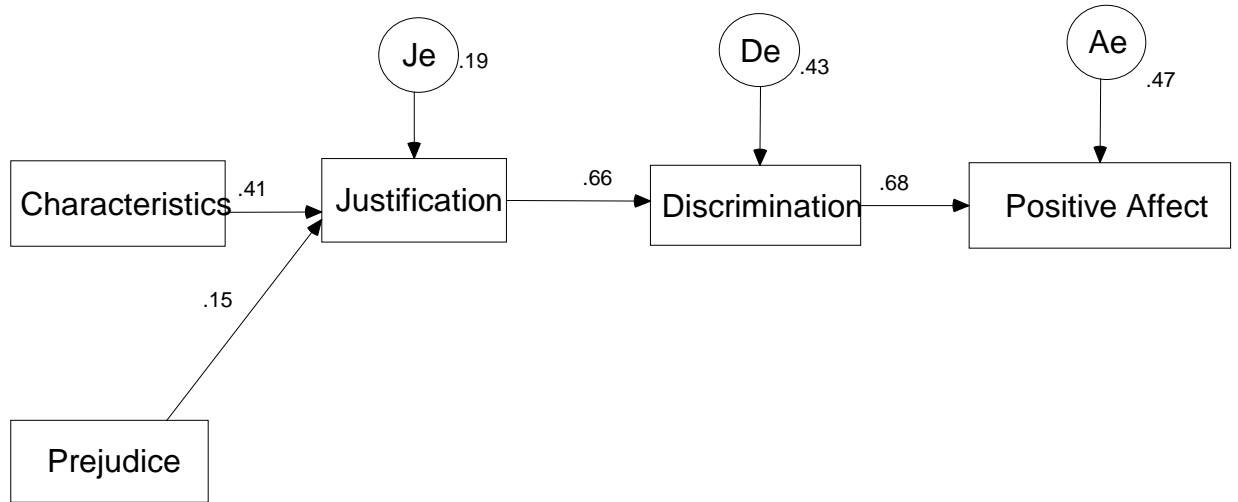 Je
.19
De
.43
Ae
.47
Characteristics
.41
Justification
.66
Discrimination
.68
Positive Affect
.15
Prejudice